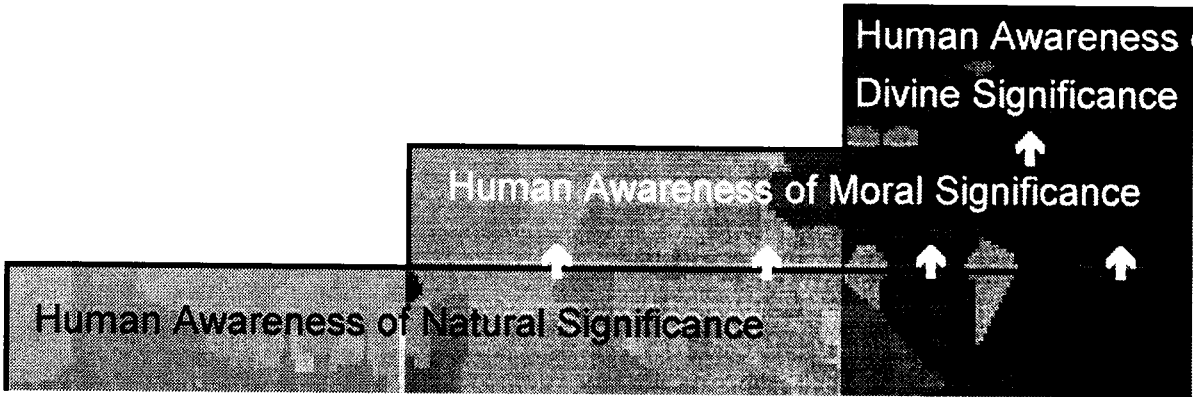 Human Awareness
Divine Significance
Human Awareness of Moral Significance
Human Awareness of Natural Significance